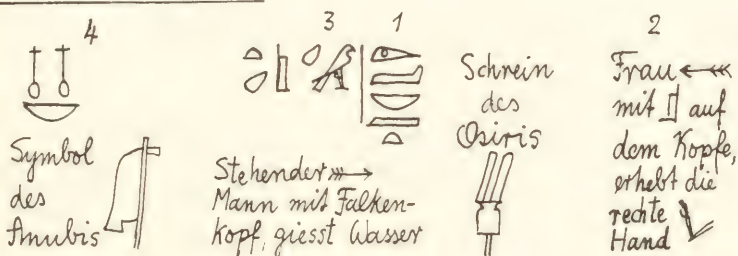 4
3
1
2
Symbol
des
Anubis
Stehender
Mann mit Falken-
kopf, giesst Wasser
Schrein
des
Osiris
Frau
mit auf
dem Kopfe,
erhebt die
rechte
Hand